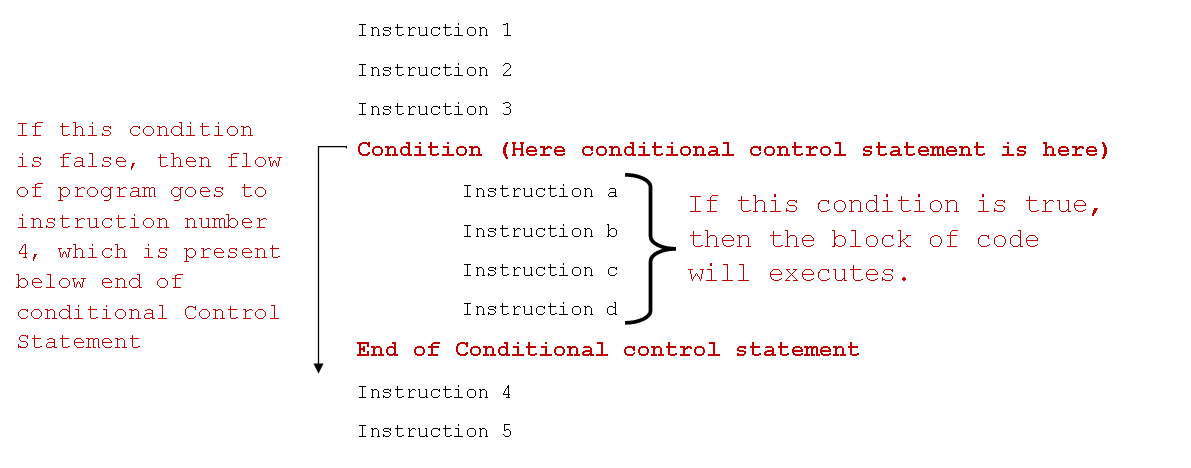 Instruction 1
Instruction 2
Instruction 3
If this condition
is false, then flow
of program goes to
instruction number
4, which is present
below end of
conditional Control
Statement
Condition (Here conditional control statement is here)
Instruction a
Instruction b
Instruction c
Instruction d
If this condition is true,
then the block of code
will executes.
End of Conditional control statement
Instruction 4
Instruction 5